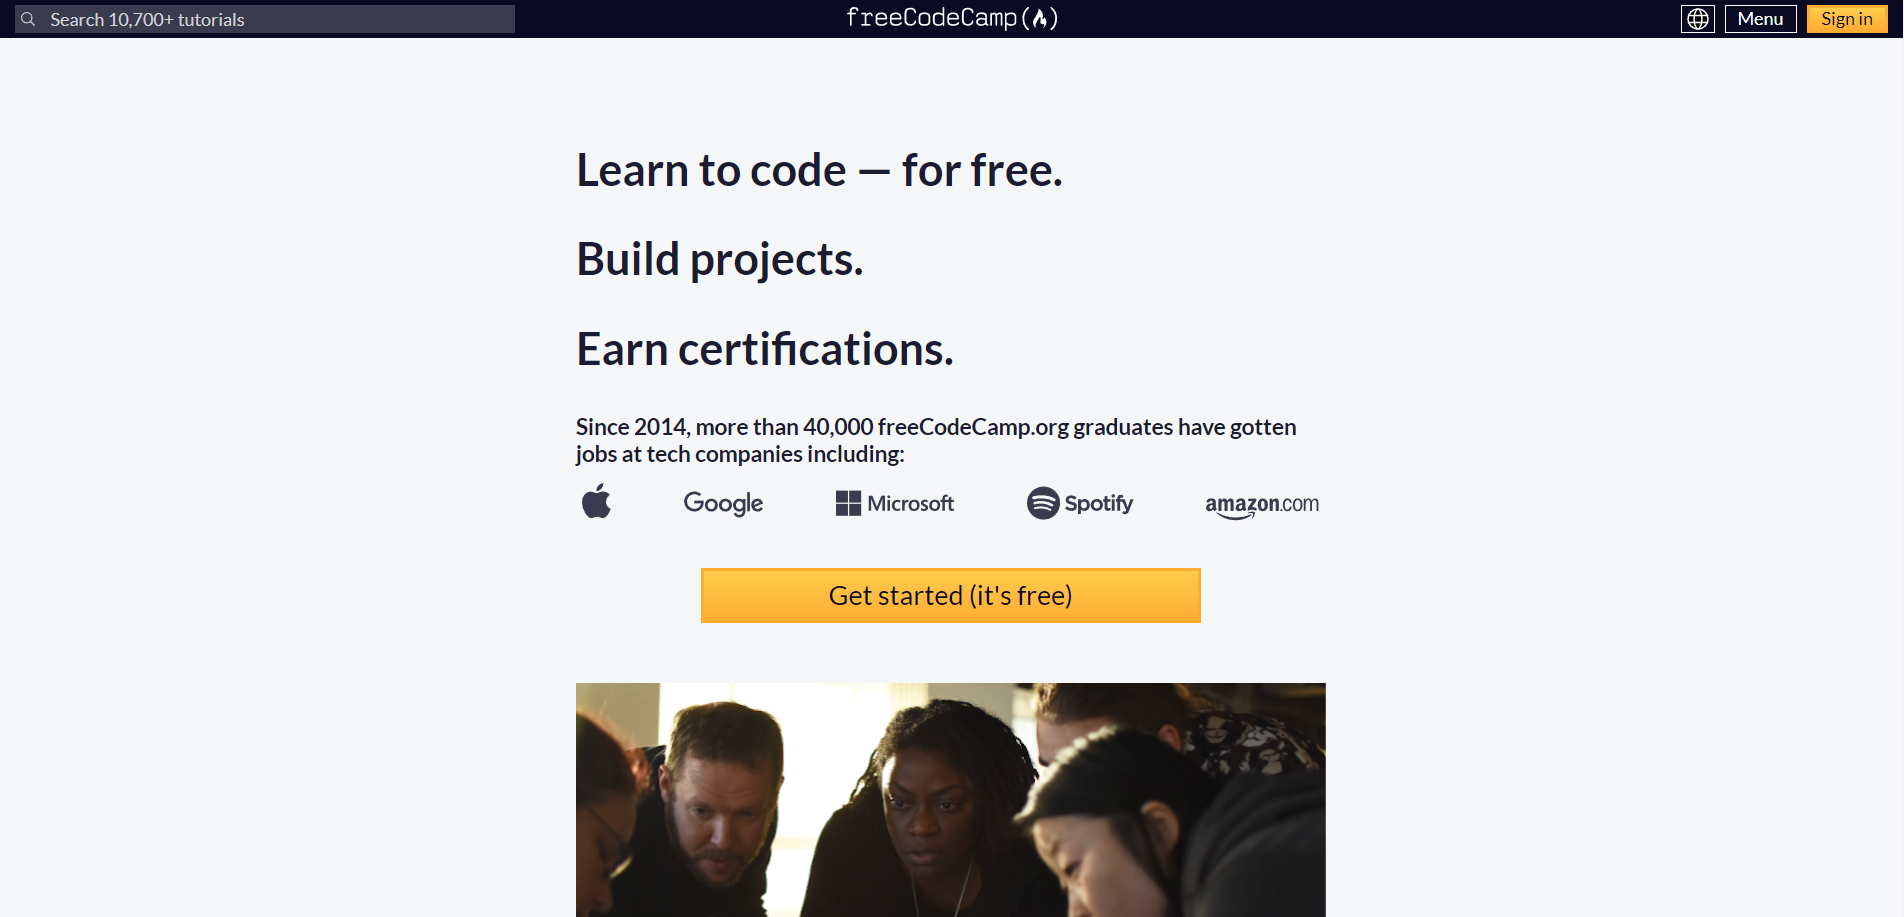 Search 10,700+ tutorials
freeCodeCamp
Menu
Sign in
Learn to code — for free.
Build projects.
Earn certifications.
Since 2014, more than 40,000 freeCodeCamp.org graduates have gotten
jobs at tech companies including:
Google
Microsoft
Spotify
amazon.com
Get started (it's free)